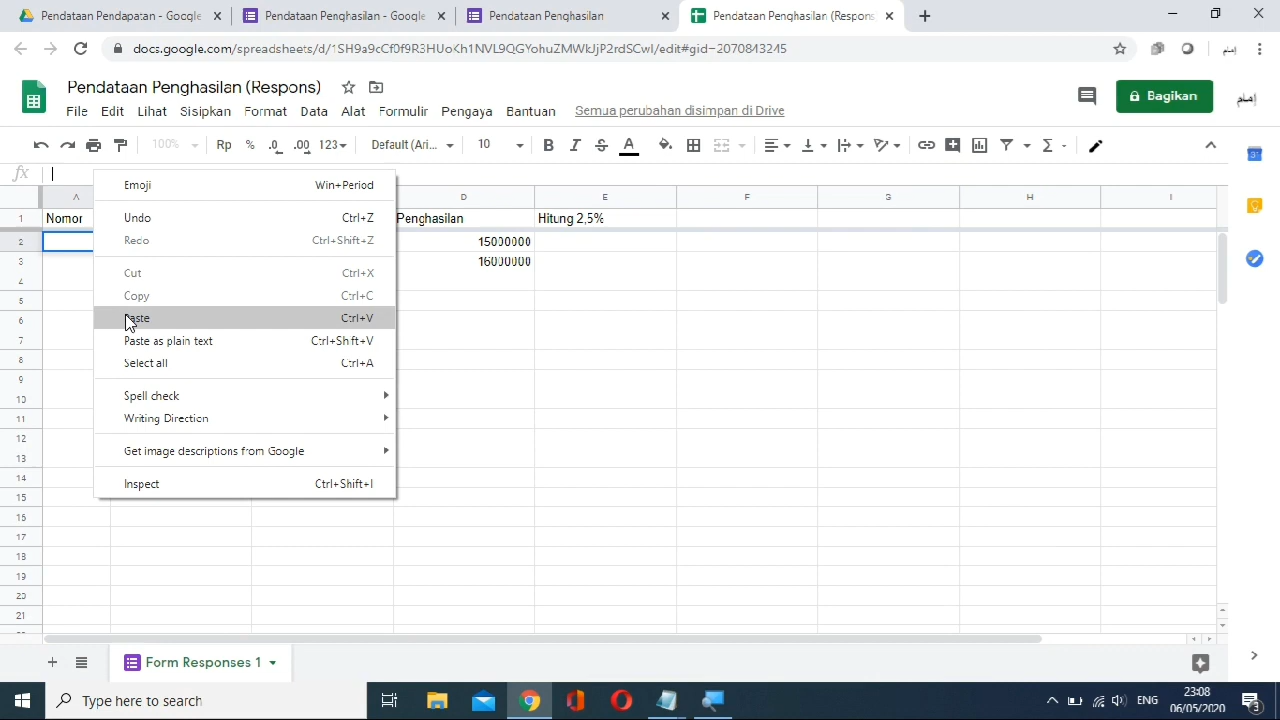 Pendataan Pendapatan - Google
Pendataan Penghasilan - Google
Pendataan Penghasilan
Pendataan Penghasilan (Respons
docs.google.com/spreadsheets/d/
Pendataan Penghasilan (Respons)
File Edit Lihat Sisipkan Format Data Alat Formulir Pengaya Bantuan Semua perubahan disimpan di Drive
Bagikan
إمام
100% Rp % .0 .00 123 Default (Ari... 10 B I S A
fx
A D E F G H I
1 Nomor Penghasilan Hitung 2,5%
2 15000000
3 16000000
4
5
6
7
8
9
10
11
12
13
14
15
16
17
18
19
20
21
Emoji Win+Period
Undo Ctrl+Z
Redo Ctrl+Shift+Z
Cut Ctrl+X
Copy Ctrl+C
Paste Ctrl+V
Paste as plain text Ctrl+Shift+V
Select all Ctrl+A
Spell check
Writing Direction
Get image descriptions from Google
Inspect Ctrl+Shift+I
Form Responses 1
Type here to search
ENG
23:08
06/05/2020
3